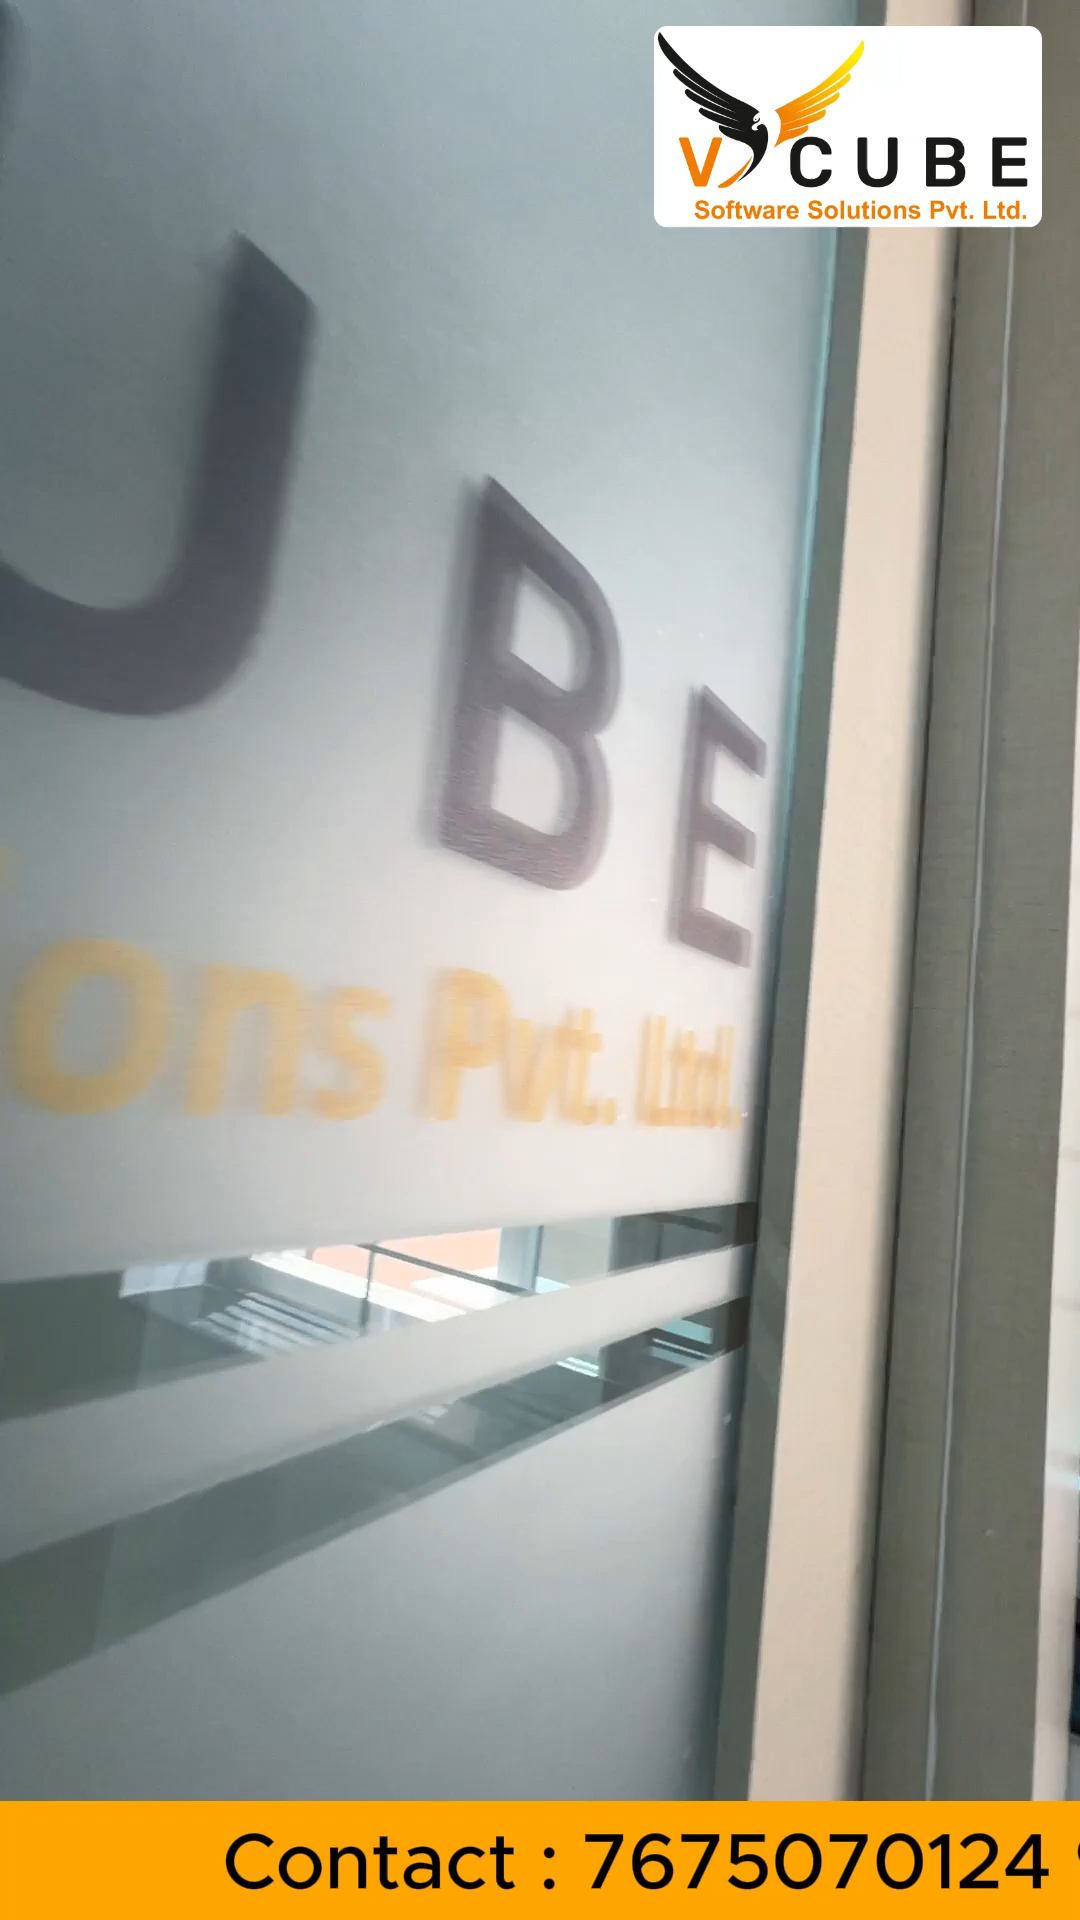 V CUBE
Software Solutions Pvt. Ltd.
UBE
ons Pvt. Ltd.
Contact : 7675070124